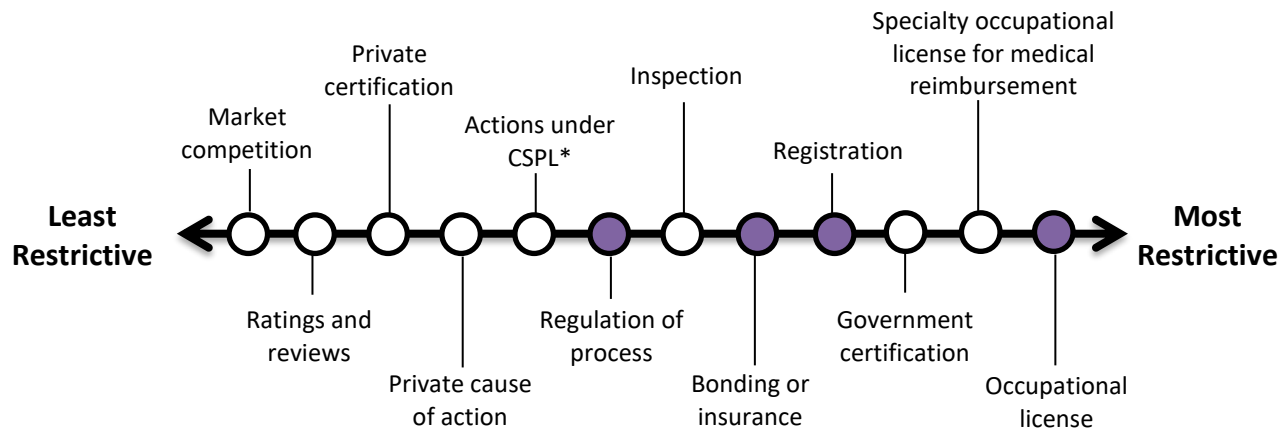 Least
Restrictive
Market
competition
Ratings and
reviews
Private
certification
Private cause
of action
Actions under
CSPL*
Regulation of
process
Inspection
Bonding or
insurance
Registration
Government
certification
Specialty occupational
license for medical
reimbursement
Occupational
license
Most
Restrictive